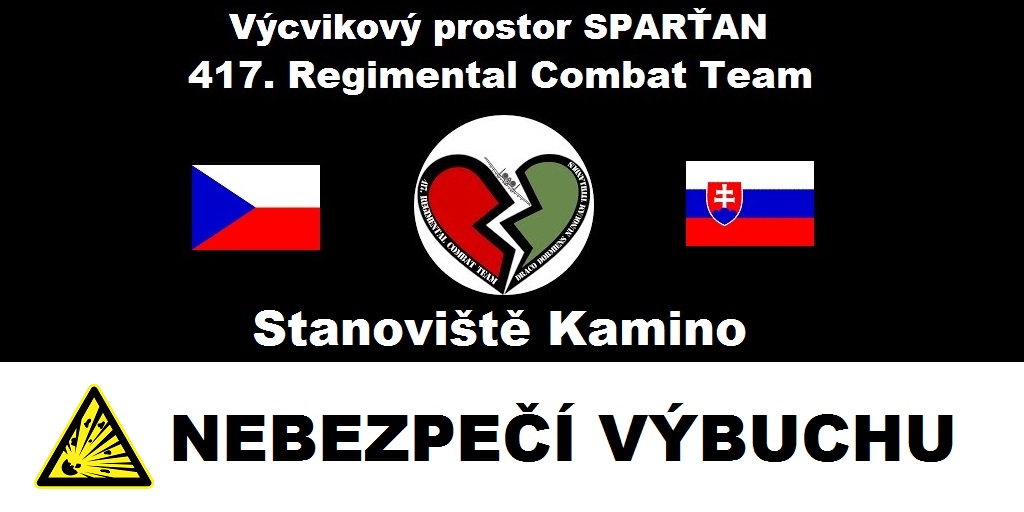 Výcvikový prostor SPARŤAN
417. Regimental Combat Team
417. REGIMENTAL COMBAT TEAM
DRACO DORMIENS NUNQUAM TITILLANDUS
Stanoviště Kamino
NEBEZPEČÍ VÝBUCHU